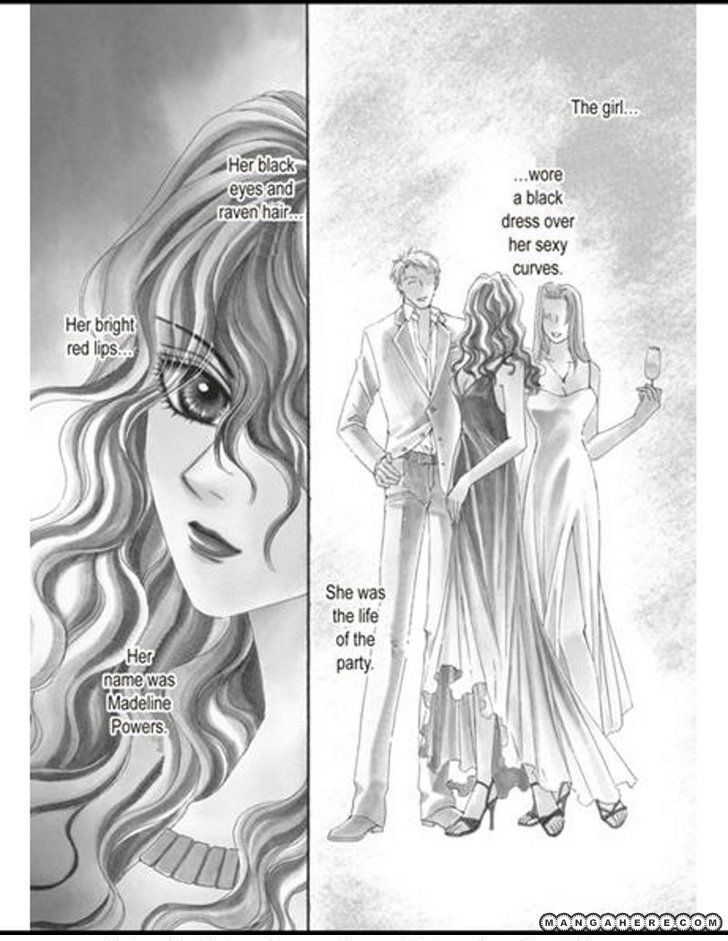 The girl...
...wore
a black
dress over
her sexy
curves.
She was
the life
of the
party.
Her black
eyes and
raven hair...
Her bright
red lips...
Her
name was
Madeline
Powers.
MANGAHERE.COM